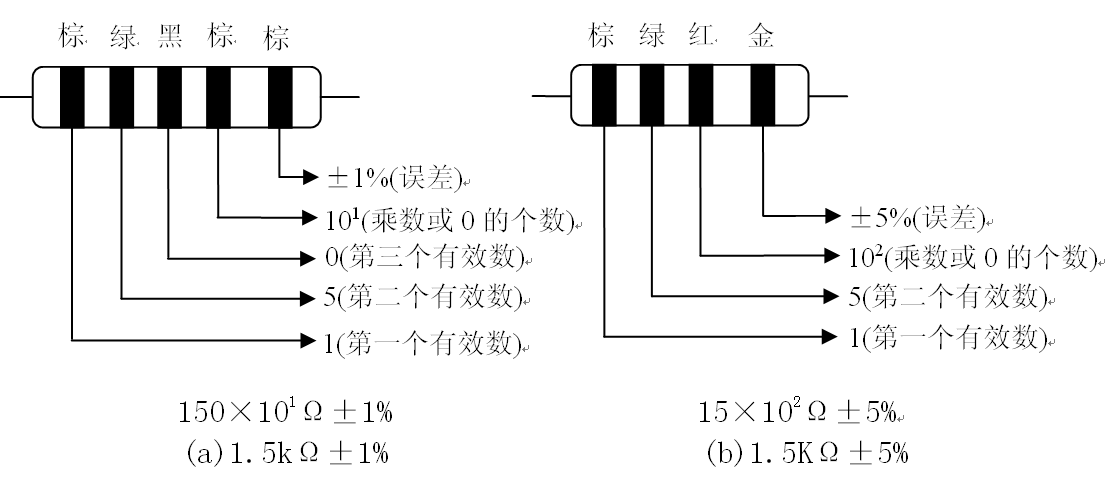 棕 绿 黑 棕 棕
±1%(误差)
10¹(乘数或0的个数)
0(第三个有效数)
5(第二个有效数)
1(第一个有效数)
150×10¹Ω±1%
(a)1.5kΩ±1%
棕 绿 红 金
±5%(误差)
10²(乘数或0的个数)
5(第二个有效数)
1(第一个有效数)
15×10²Ω±5%
(b)1.5KΩ±5%